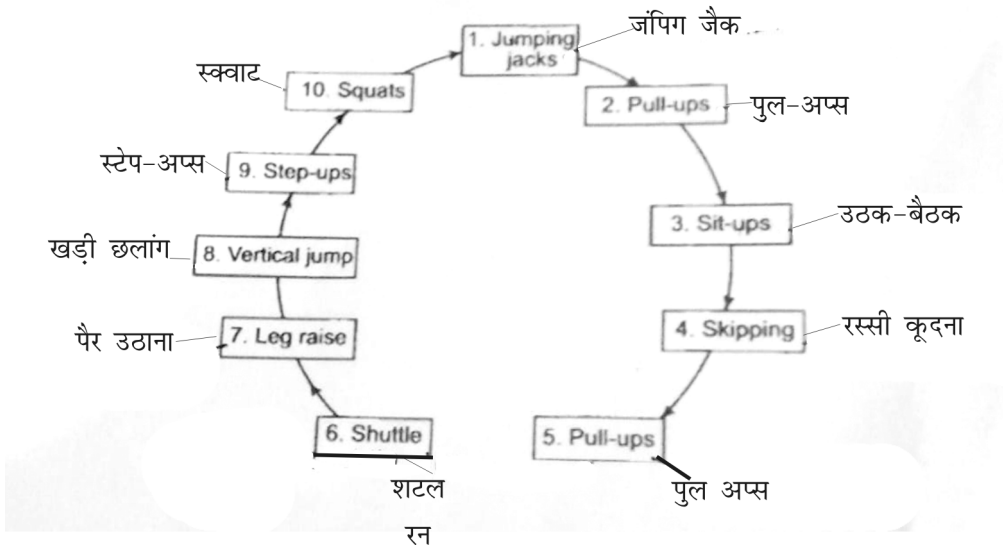 जंपिग जैक
1. Jumping
jacks
स्क्वाट
10. Squats
2. Pull-ups
पुल-अप्स
स्टेप-अप्स
9. Step-ups
3. Sit-ups
उठक-बैठक
खड़ी छलांग
8. Vertical jump
पैर उठाना
7. Leg raise
4. Skipping
रस्सी कूदना
6. Shuttle
5. Pull-ups
शटल
रन
पुल अप्स